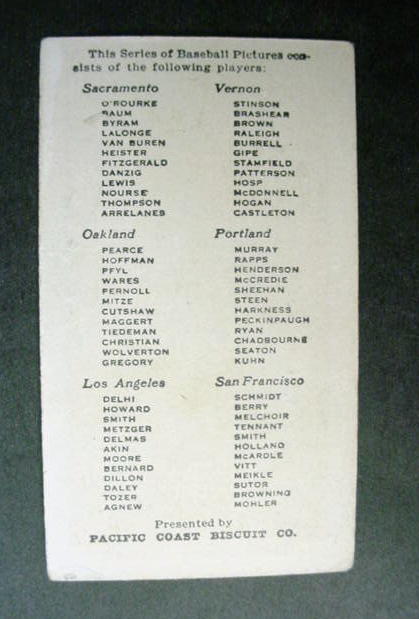 This Series of Baseball Pictures con-
sists of the following players:
Sacramento
O'ROURKE
BAUM
BYRAM
LALONGE
VAN BUREN
HEISTER
FITZGERALD
DANZIG
LEWIS
NOURSE
THOMPSON
ARRELANES
Vernon
STINSON
BRASHEAR
BROWN
RALEIGH
BURRELL
GIPE
STAMFIELD
PATTERSON
HOSP
McDONNELL
HOGAN
CASTLETON
Oakland
PEARCE
HOFFMAN
PFYL
WARES
PERNOLL
MITZE
CUTSHAW
MAGGERT
TIEDEMAN
CHRISTIAN
WOLVERTON
GREGORY
Portland
MURRAY
RAPPS
HENDERSON
McCREDIE
SHEEHAN
STEEN
HARKNESS
PECKINPAUGH
RYAN
CHADBOURNE
SEATON
KUHN
Los Angeles
DELHI
HOWARD
SMITH
METZGER
DELMAS
AKIN
MOORE
BERNARD
DILLON
DALEY
TOZER
AGNEW
San Francisco
SCHMIDT
BERRY
MELCHOIR
TENNANT
SMITH
HOLLAND
McARDLE
VITT
MEIKLE
SUTOR
BROWNING
MOHLER
Presented by
PACIFIC COAST BISCUIT CO.